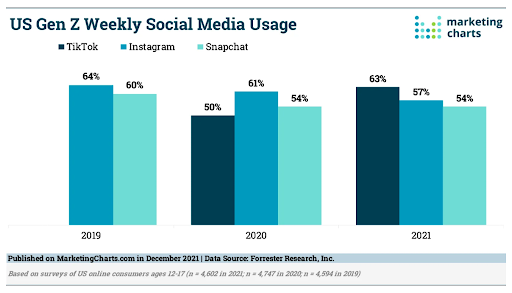 US Gen Z Weekly Social Media Usage
marketing
charts
TikTok Instagram Snapchat
64% 60% 50% 61% 54% 63% 57% 54%
2019 2020 2021
Published on MarketingCharts.com in December 2021 | Data Source: Forrester Research, Inc.
Based on surveys of US online consumers ages 12-17 (n = 4,602 in 2021; n = 4,747 in 2020; n = 4,594 in 2019)